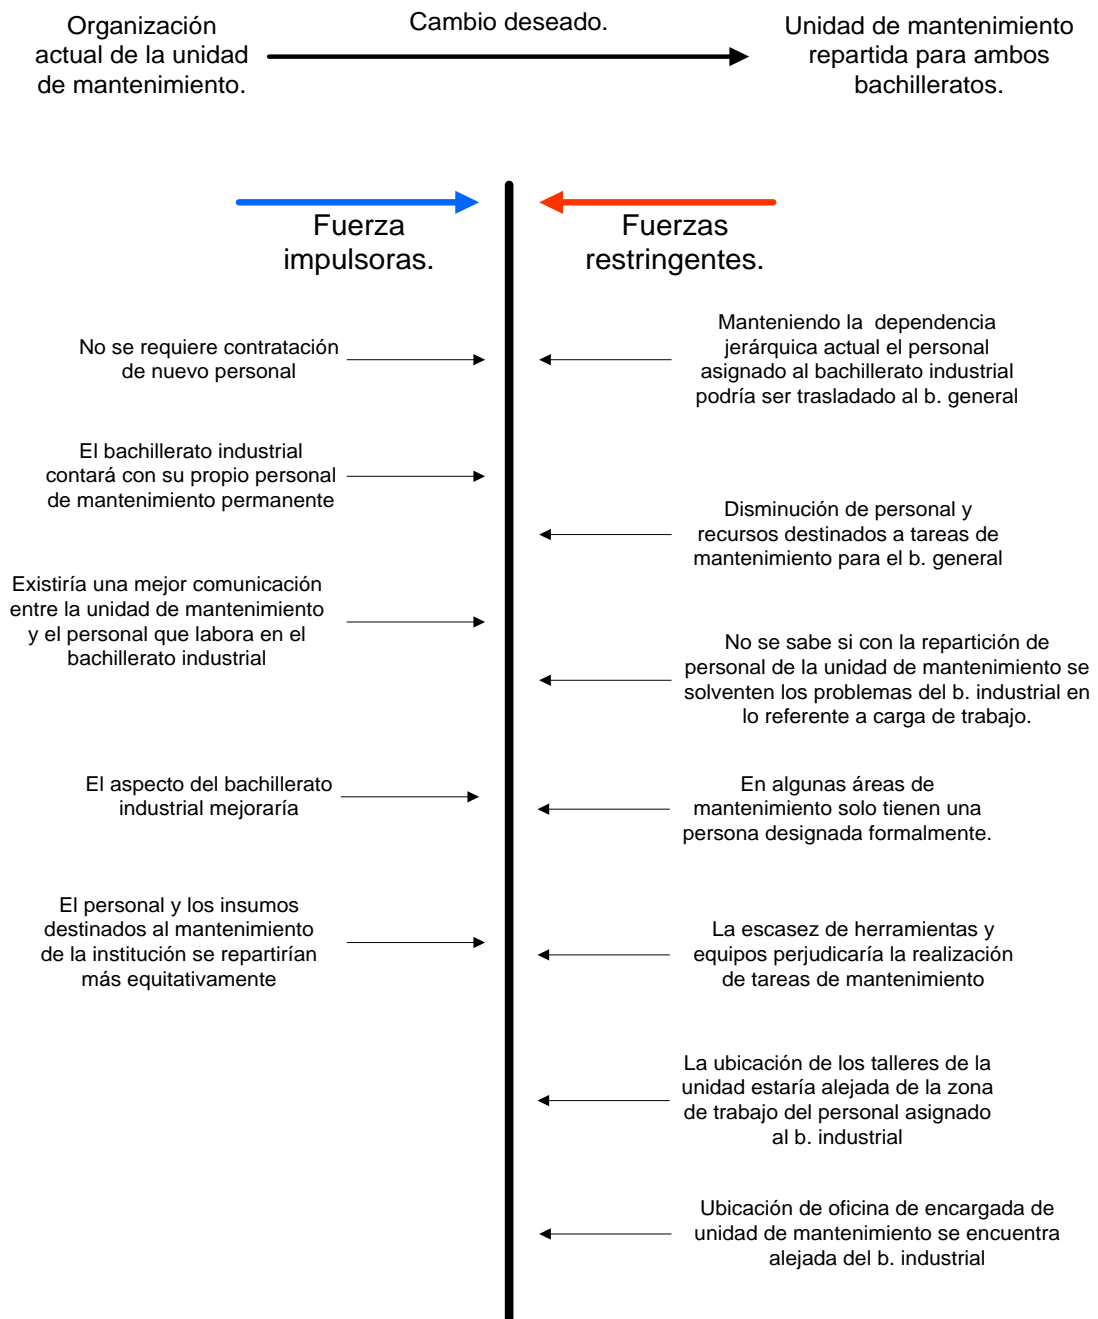 Organización
actual de la unidad
de mantenimiento.
Cambio deseado.
Unidad de mantenimiento
repartida para ambos
bachilleratos.
Fuerza
impulsoras.
Fuerzas
restringentes.
No se requiere contratación
de nuevo personal
Manteniendo la dependencia
jerárquica actual el personal
asignado al bachillerato industrial
podría ser trasladado al b. general
El bachillerato industrial
contará con su propio personal
de mantenimiento permanente
Disminución de personal y
recursos destinados a tareas de
mantenimiento para el b. general
Existiría una mejor comunicación
entre la unidad de mantenimiento
y el personal que labora en el
bachillerato industrial
No se sabe si con la repartición de
personal de la unidad de mantenimiento se
solventen los problemas del b. industrial en
lo referente a carga de trabajo.
El aspecto del bachillerato
industrial mejoraría
En algunas áreas de
mantenimiento solo tienen una
persona designada formalmente.
El personal y los insumos
destinados al mantenimiento
de la institución se repartirían
más equitativamente
La escasez de herramientas y
equipos perjudicaría la realización
de tareas de mantenimiento
La ubicación de los talleres de la
unidad estaría alejada de la zona
de trabajo del personal asignado
al b. industrial
Ubicación de oficina de encargada de
unidad de mantenimiento se encuentra
alejada del b. industrial